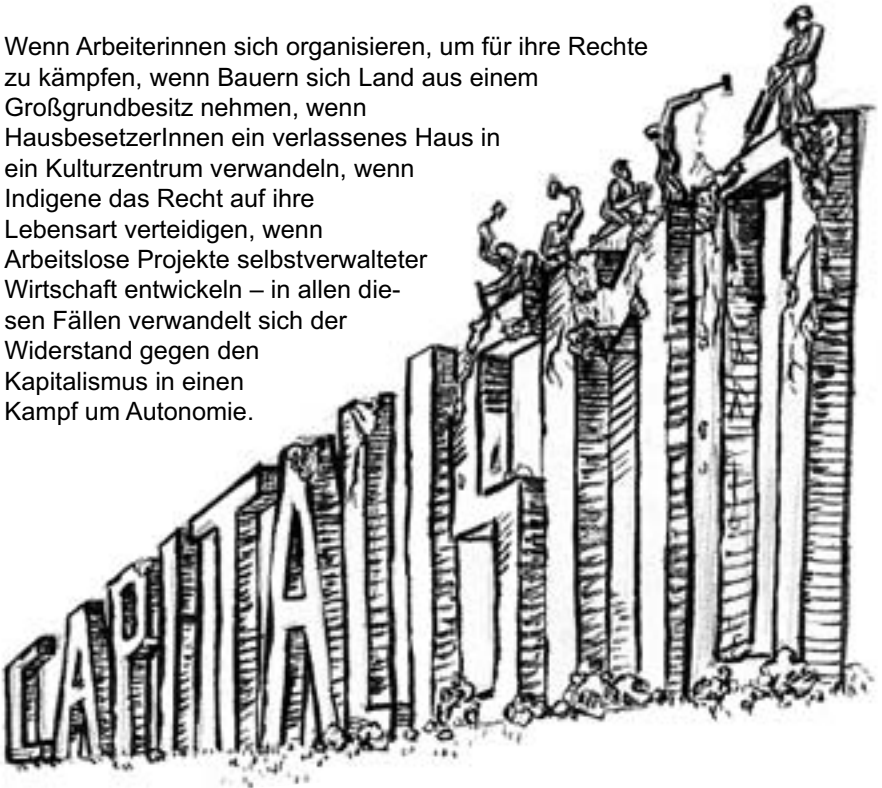 Wenn Arbeiterinnen sich organisieren, um für ihre Rechte
zu kämpfen, wenn Bauern sich Land aus einem
Großgrundbesitz nehmen, wenn
HausbesetzerInnen ein verlassenes Haus in
ein Kulturzentrum verwandeln, wenn
Indigene das Recht auf ihre
Lebensart verteidigen, wenn
Arbeitslose Projekte selbstverwalteter
Wirtschaft entwickeln – in allen die-
sen Fällen verwandelt sich der
Widerstand gegen den
Kapitalismus in einen
Kampf um Autonomie.
CAPITALISMO